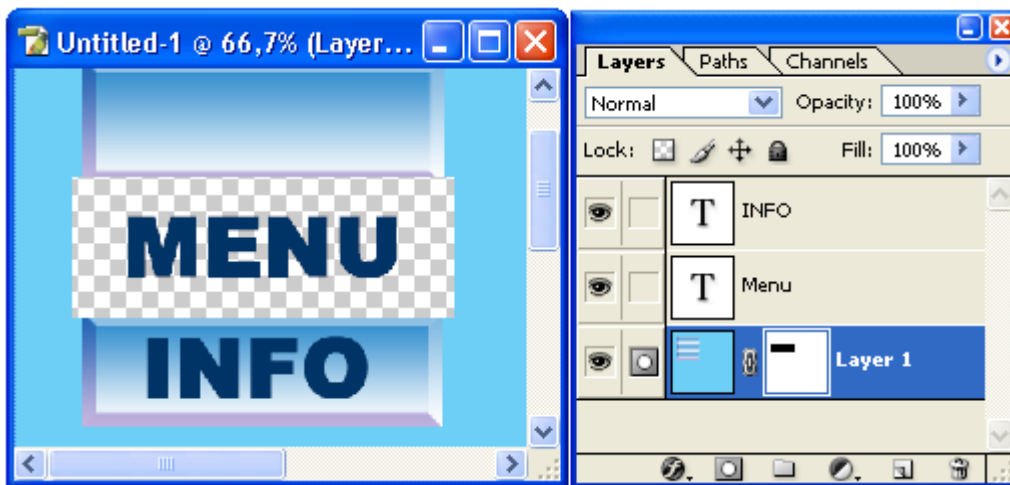 Untitled-1 @ 66,7% (Layer...
MENU
INFO
Layers Paths Channels
Normal Opacity: 100%
Lock: Fill: 100%
T INFO
T Menu
Layer 1